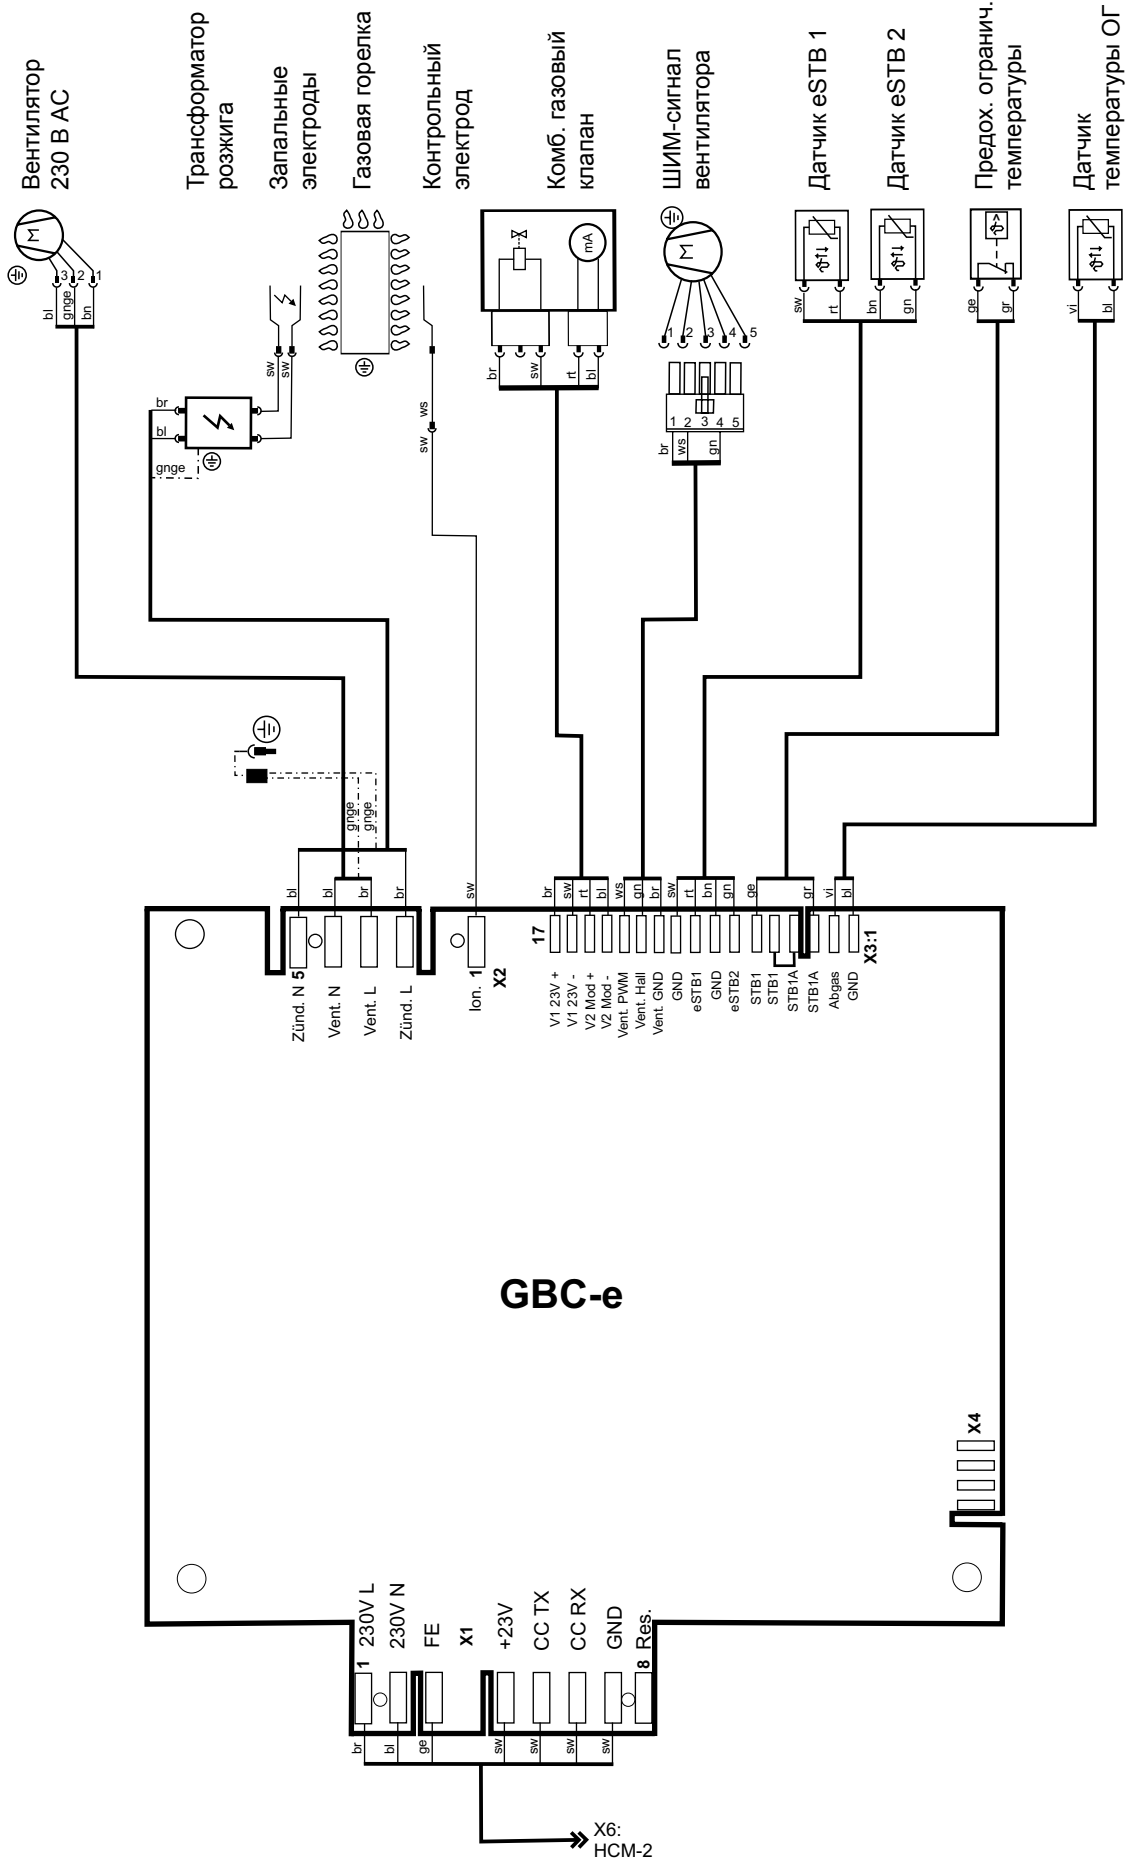 Вентилятор
230 В AC
Трансформатор
розжига
Запальные
электроды
Газовая горелка
Контрольный
электрод
Комб. газовый
клапан
ШИМ-сигнал
вентилятора
Датчик eSTB 1
Датчик eSTB 2
Предох. огранич.
температуры
Датчик
температуры ОГ
M
3
2
1
bl
gnge
bn
br
bl
gnge
sw
sw
ws
sw
mA
br
sw
rt
bl
M
1
2
3
4
5
1
2
3
4
5
br
ws
gn
sw
rt
bn
gn
ge
gr
vi
bl
gnge
gnge
bl
bl
br
br
sw
br
sw
rt
bl
ws
gn
br
sw
rt
bn
gn
ge
gr
vi
bl
Zünd. N 5
Vent. N
Vent. L
Zünd. L
Ion. 1
X2
17
V1 23V +
V1 23V -
V2 Mod +
V2 Mod -
Vent. PWM
Vent. Hall
Vent. GND
GND
eSTB1
GND
eSTB2
STB1
STB1
STB1A
STB1A
Abgas
GND
X3:1
GBC-e
X4
1 230V L
230V N
FE
X1
+23V
CC TX
CC RX
GND
8 Res.
br
bl
ge
sw
sw
sw
sw
X6:
HCM-2